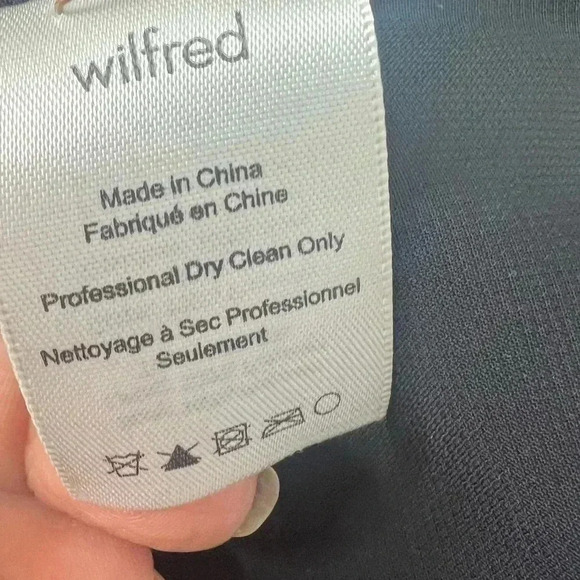 wilfred
Made in China
Fabriqué en Chine
Professional Dry Clean Only
Nettoyage à Sec Professionnel
Seulement